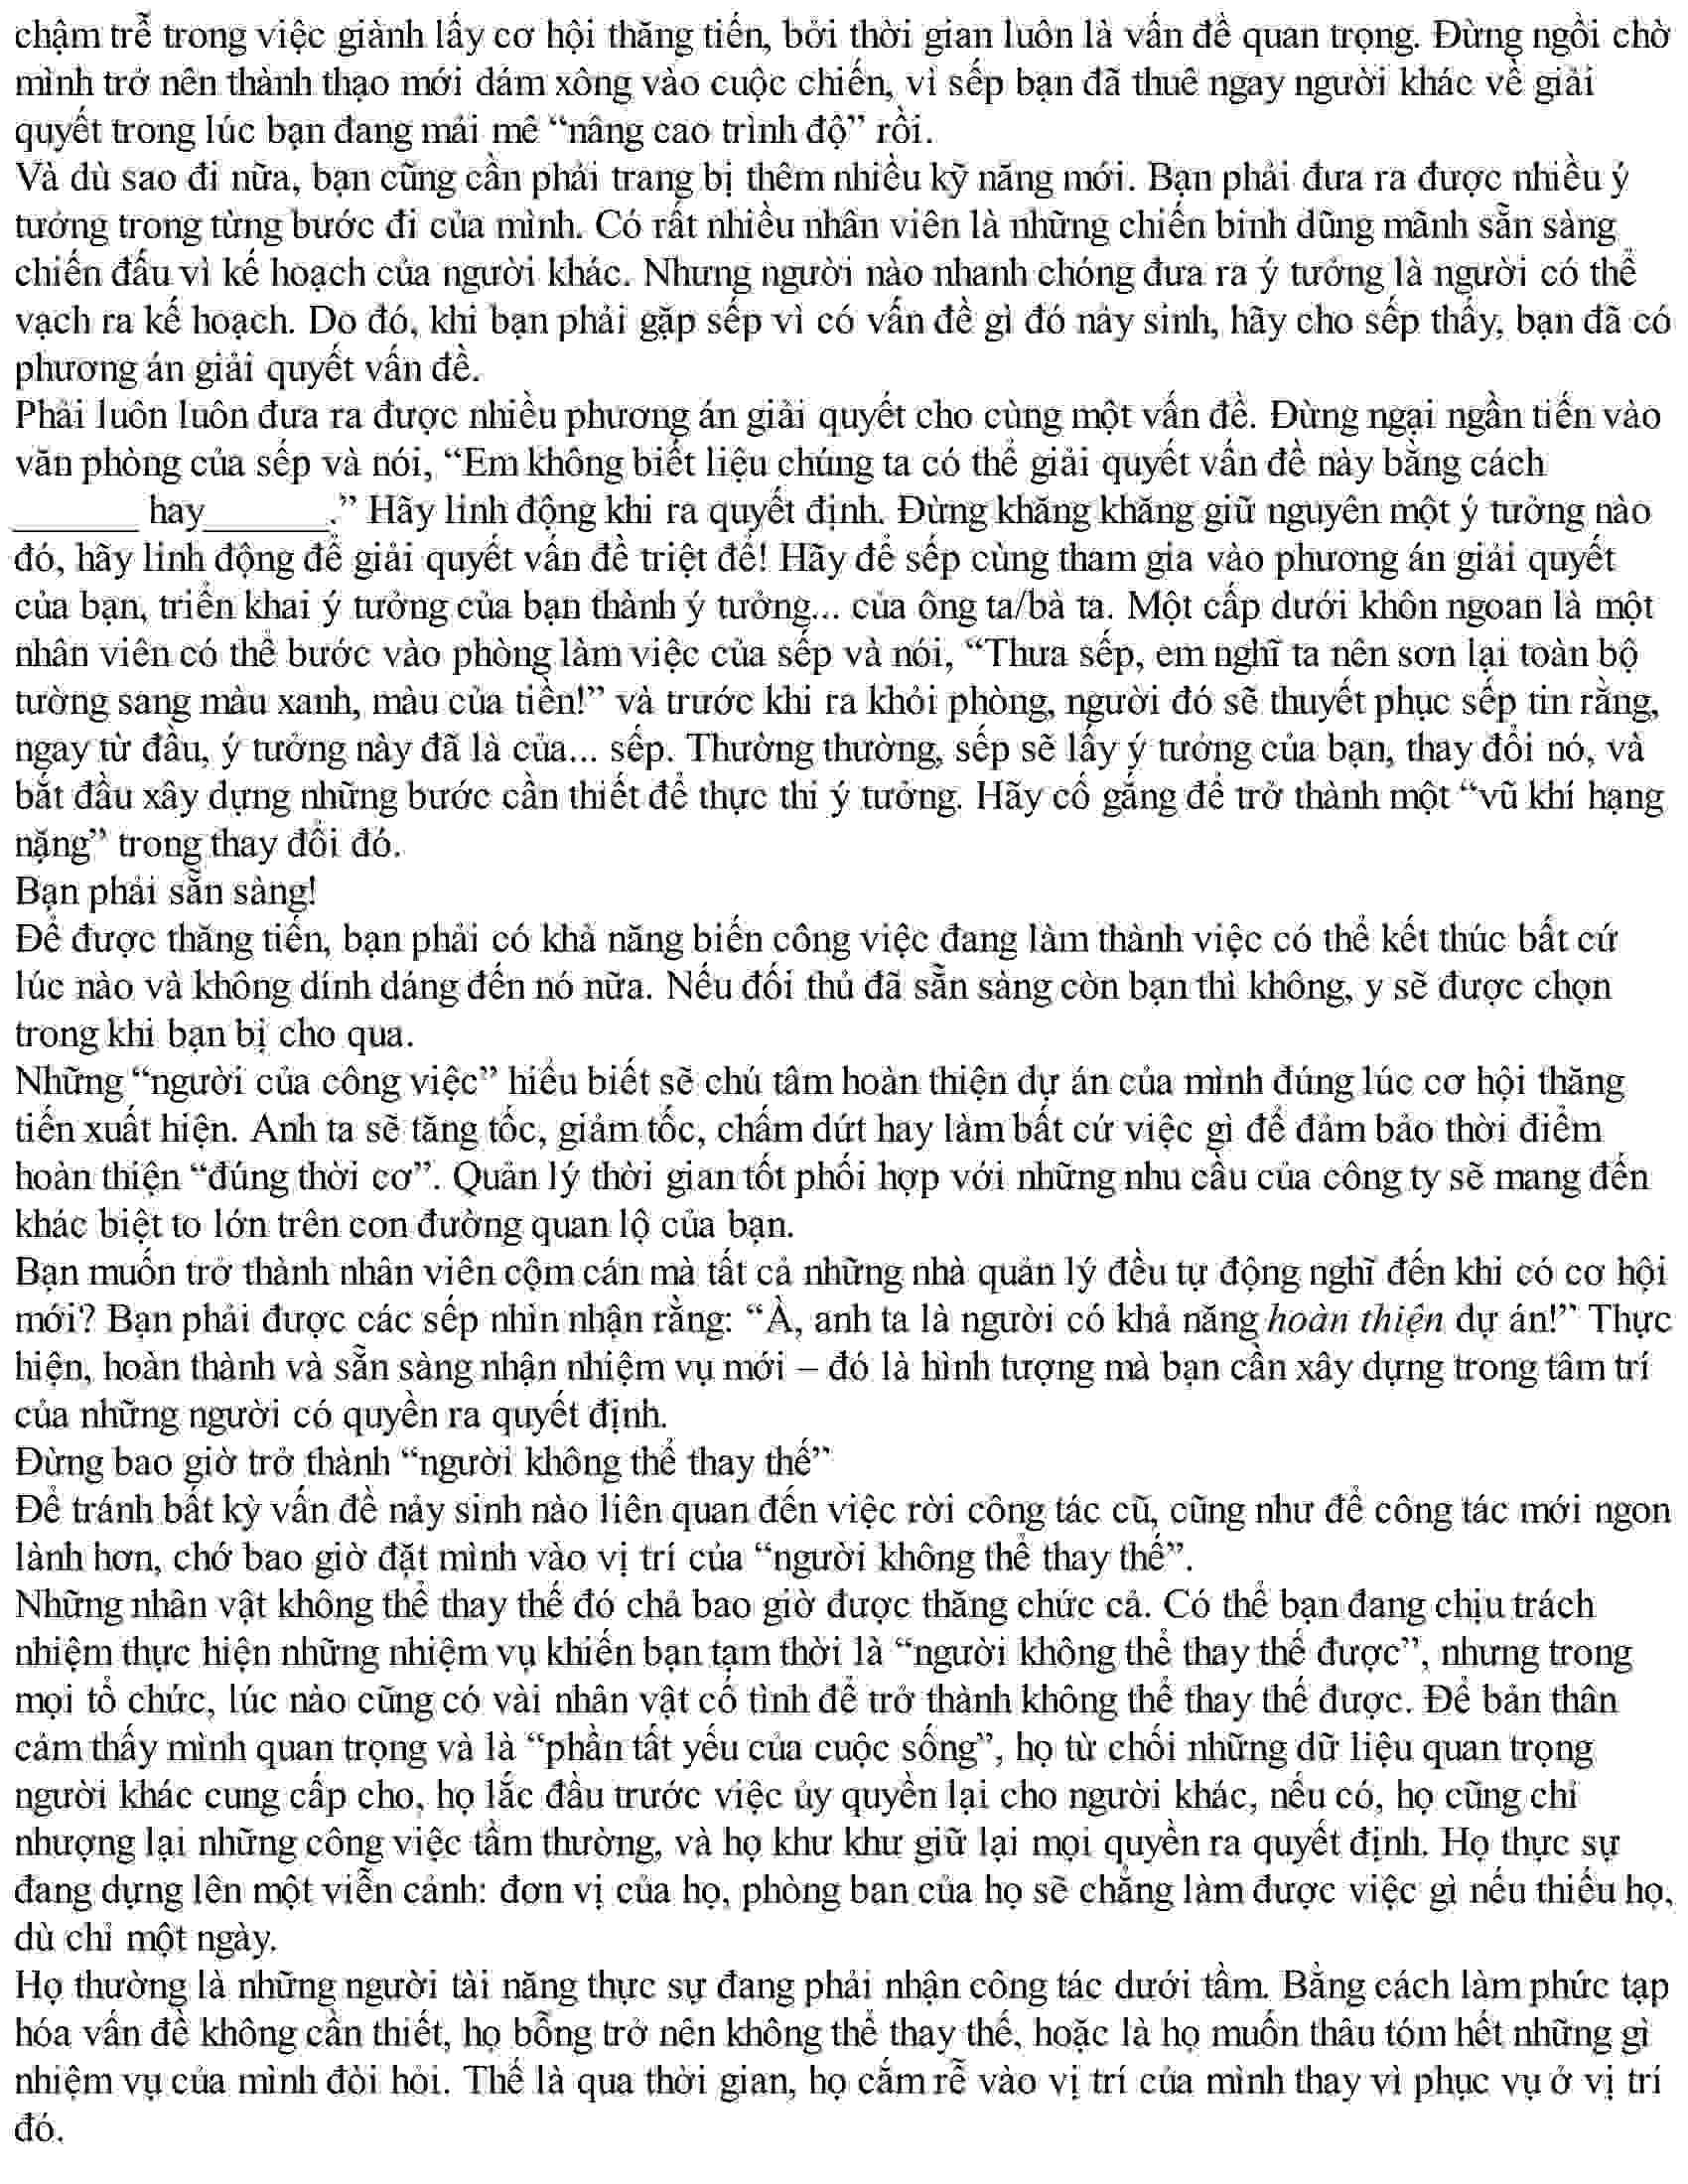 chậm trễ trong việc giành lấy cơ hội thăng tiến, bởi thời gian luôn là vấn đề quan trọng. Đừng ngồi chờ
mình trở nên thành thạo mới dám xông vào cuộc chiến, vì sếp bạn đã thuê ngay người khác về giải
quyết trong lúc bạn đang mải mê “nâng cao trình độ” rồi.
Và dù sao đi nữa, bạn cũng cần phải trang bị thêm nhiều kỹ năng mới. Bạn phải đưa ra được nhiều ý
tưởng trong từng bước đi của mình. Có rất nhiều nhân viên là những chiến binh dũng mãnh sẵn sàng
chiến đấu vì kế hoạch của người khác. Nhưng người nào nhanh chóng đưa ra ý tưởng là người có thể
vạch ra kế hoạch. Do đó, khi bạn phải gặp sếp vì có vấn đề gì đó nảy sinh, hãy cho sếp thấy, bạn đã có
phương án giải quyết vấn đề.
Phải luôn luôn đưa ra được nhiều phương án giải quyết cho cùng một vấn đề. Đừng ngại ngần tiến vào
văn phòng của sếp và nói, “Em không biết liệu chúng ta có thể giải quyết vấn đề này bằng cách
_______ hay_______.” Hãy linh động khi ra quyết định. Đừng khăng khăng giữ nguyên một ý tưởng nào
đó, hãy linh động để giải quyết vấn đề triệt để! Hãy để sếp cùng tham gia vào phương án giải quyết
của bạn, triển khai ý tưởng của bạn thành ý tưởng... của ông ta/bà ta. Một cấp dưới khôn ngoan là một
nhân viên có thể bước vào phòng làm việc của sếp và nói, “Thưa sếp, em nghĩ ta nên sơn lại toàn bộ
tường sang màu xanh, màu của tiền!” và trước khi ra khỏi phòng, người đó sẽ thuyết phục sếp tin rằng,
ngay từ đầu, ý tưởng này đã là của... sếp. Thường thường, sếp sẽ lấy ý tưởng của bạn, thay đổi nó, và
bắt đầu xây dựng những bước cần thiết để thực thi ý tưởng. Hãy cố gắng để trở thành một “vũ khí hạng
nặng” trong thay đổi đó.
Bạn phải sẵn sàng!
Để được thăng tiến, bạn phải có khả năng biến công việc đang làm thành việc có thể kết thúc bất cứ
lúc nào và không dính dáng đến nó nữa. Nếu đối thủ đã sẵn sàng còn bạn thì không, y sẽ được chọn
trong khi bạn bị cho qua.
Những “người của công việc” hiểu biết sẽ chú tâm hoàn thiện dự án của mình đúng lúc cơ hội thăng
tiến xuất hiện. Anh ta sẽ tăng tốc, giảm tốc, chấm dứt hay làm bất cứ việc gì để đảm bảo thời điểm
hoàn thiện “đúng thời cơ”. Quản lý thời gian tốt phối hợp với những nhu cầu của công ty sẽ mang đến
khác biệt to lớn trên con đường quan lộ của bạn.
Bạn muốn trở thành nhân viên cộm cán mà tất cả những nhà quản lý đều tự động nghĩ đến khi có cơ hội
mới? Bạn phải được các sếp nhìn nhận rằng: “À, anh ta là người có khả năng hoàn thiện dự án!” Thực
hiện, hoàn thành và sẵn sàng nhận nhiệm vụ mới – đó là hình tượng mà bạn cần xây dựng trong tâm trí
của những người có quyền ra quyết định.
Đừng bao giờ trở thành “người không thể thay thế”
Để tránh bất kỳ vấn đề nảy sinh nào liên quan đến việc rời công tác cũ, cũng như để công tác mới ngon
lành hơn, chớ bao giờ đặt mình vào vị trí của “người không thể thay thế”.
Những nhân vật không thể thay thế đó chả bao giờ được thăng chức cả. Có thể bạn đang chịu trách
nhiệm thực hiện những nhiệm vụ khiến bạn tạm thời là “người không thể thay thế được”, nhưng trong
mọi tổ chức, lúc nào cũng có vài nhân vật cố tình để trở thành không thể thay thế được. Để bản thân
cảm thấy mình quan trọng và là “phần tất yếu của cuộc sống”, họ từ chối những dữ liệu quan trọng
người khác cung cấp cho, họ lắc đầu trước việc ủy quyền lại cho người khác, nếu có, họ cũng chỉ
nhượng lại những công việc tầm thường, và họ khư khư giữ lại mọi quyền ra quyết định. Họ thực sự
đang dựng lên một viễn cảnh: đơn vị của họ, phòng ban của họ sẽ chẳng làm được việc gì nếu thiếu họ,
dù chỉ một ngày.
Họ thường là những người tài năng thực sự đang phải nhận công tác dưới tầm. Bằng cách làm phức tạp
hóa vấn đề không cần thiết, họ bỗng trở nên không thể thay thế, hoặc là họ muốn thâu tóm hết những gì
nhiệm vụ của mình đòi hỏi. Thế là qua thời gian, họ cắm rễ vào vị trí của mình thay vì phục vụ ở vị trí
đó.